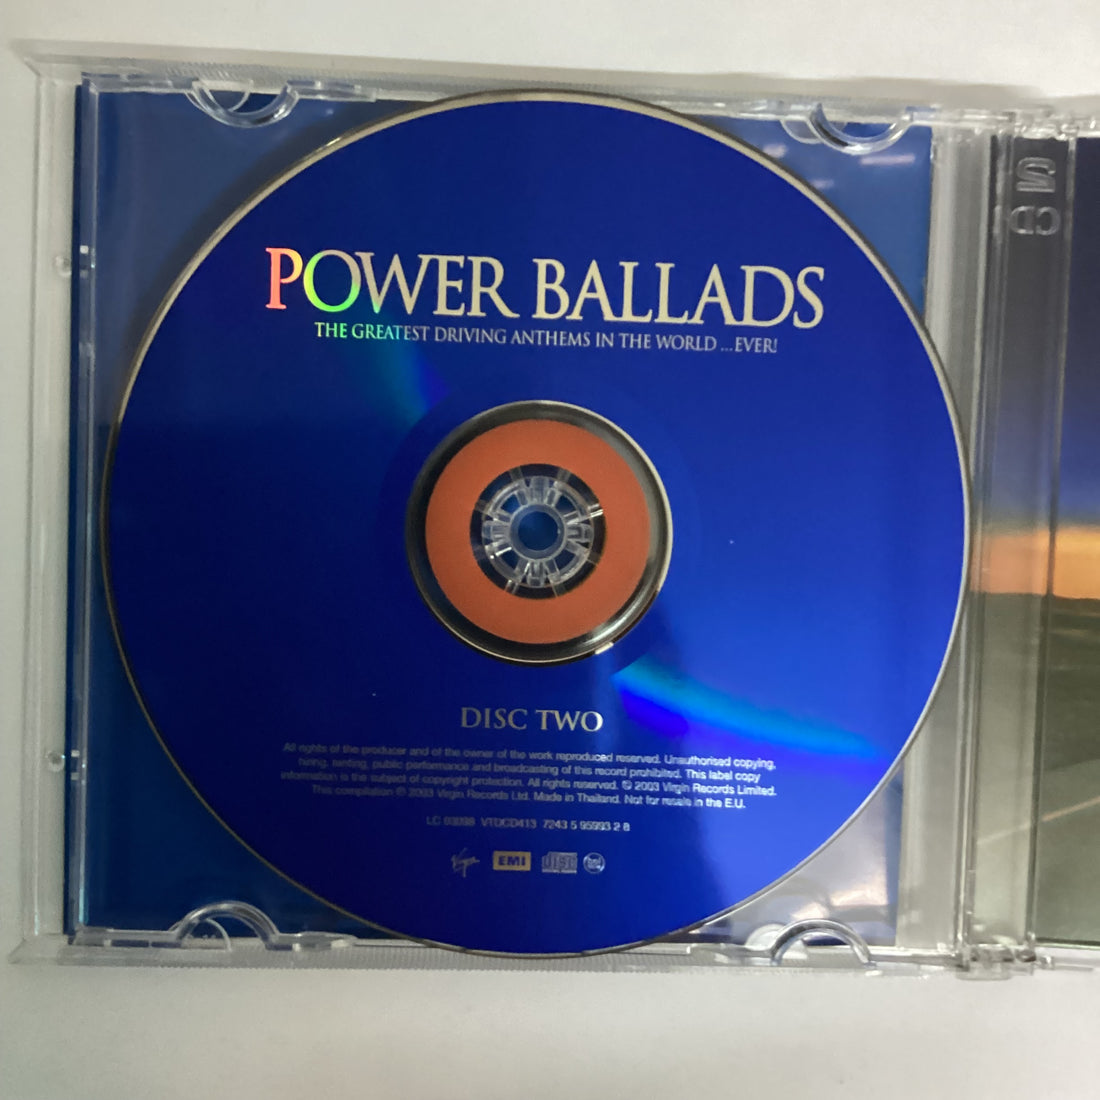 POWER BALLADS
THE GREATEST DRIVING ANTHEMS IN THE WORLD ...EVER!
DISC TWO
All rights of the producer and of the owner of the work reproduced reserved. Unauthorised copying,
hiring, renting, public performance and broadcasting of this record prohibited. This label copy
information is the subject of copyright protection. All rights reserved. ℗ 2003 Virgin Records Limited.
This compilation ℗ 2003 Virgin Records Ltd. Made in Thailand. Not for resale in the E.U.
LC 03098 VTDCD413 7243 5 95993 2 8
Virgin EMI disc
2CD